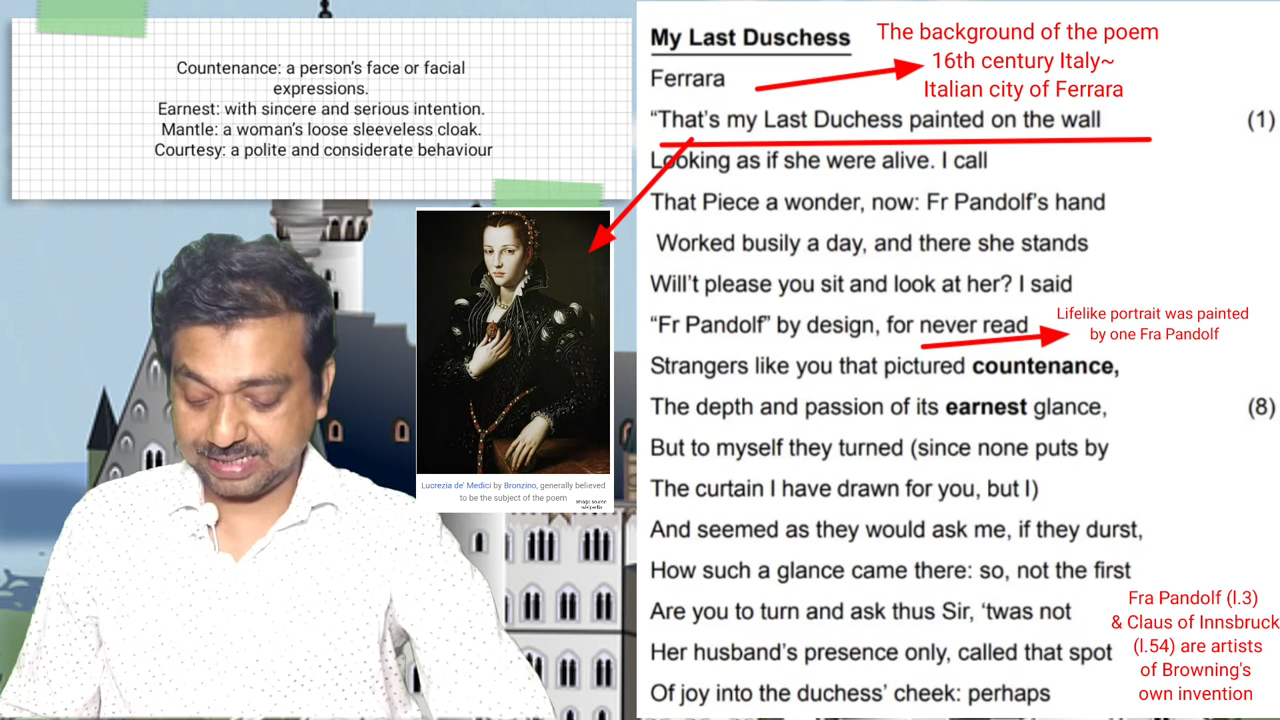 Countenance: a person's face or facial
expressions.
Earnest: with sincere and serious intention.
Mantle: a woman's loose sleeveless cloak.
Courtesy: a polite and considerate behaviour
Lucrezia de' Medici by Bronzino, generally believed
to be the subject of the poem
image source
wikipedia
My Last Duschess
The background of the poem
16th century Italy~
Italian city of Ferrara
Ferrara
“That's my Last Duchess painted on the wall (1)
Looking as if she were alive. I call
That Piece a wonder, now: Fr Pandolf's hand
Worked busily a day, and there she stands
Will't please you sit and look at her? I said
“Fr Pandolf” by design, for never read
Lifelike portrait was painted
by one Fra Pandolf
Strangers like you that pictured countenance,
The depth and passion of its earnest glance, (8)
But to myself they turned (since none puts by
The curtain I have drawn for you, but I)
And seemed as they would ask me, if they durst,
How such a glance came there: so, not the first
Are you to turn and ask thus Sir, ‘twas not
Her husband's presence only, called that spot
Of joy into the duchess’ cheek: perhaps
Fra Pandolf (l.3)
& Claus of Innsbruck
(l.54) are artists
of Browning's
own invention